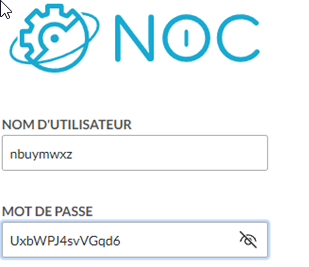 NOC
NOM D'UTILISATEUR
nbuymwxz
MOT DE PASSE
UxbWPJ4svVGqd6